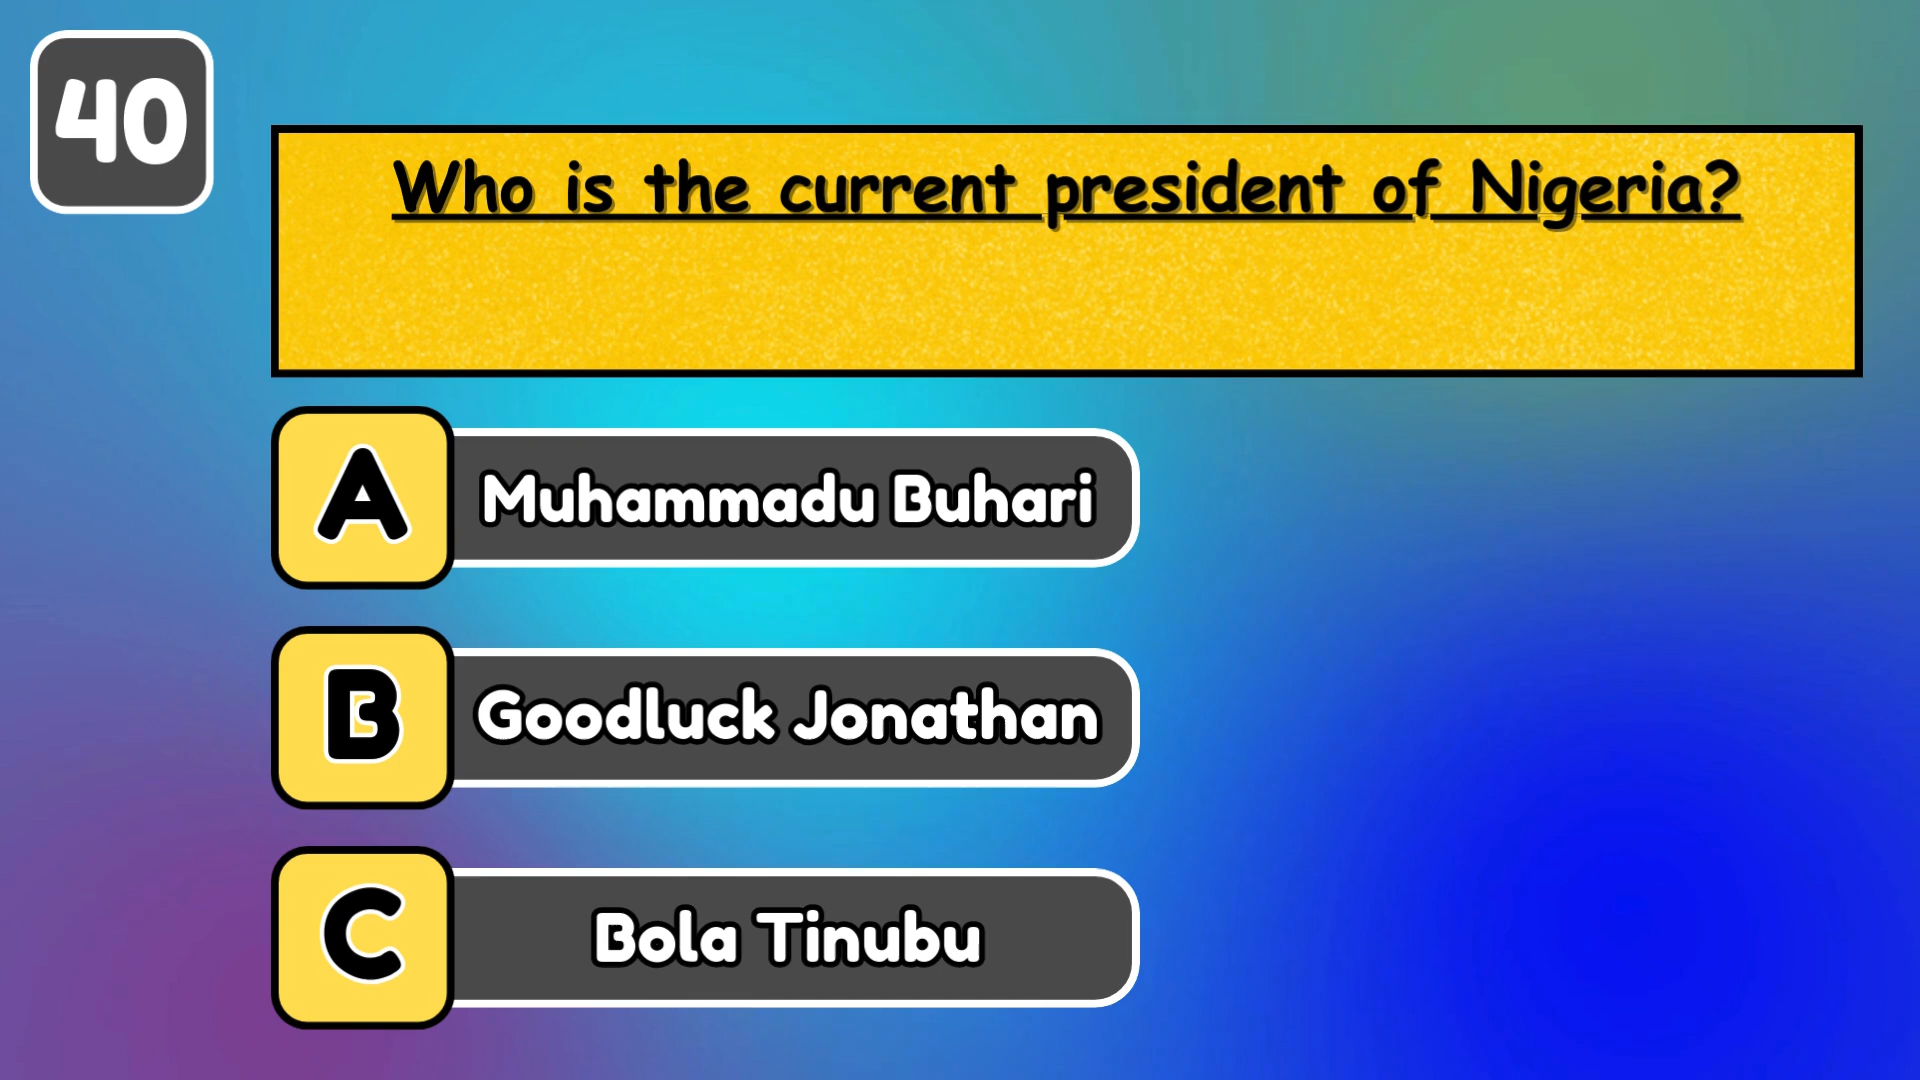 40
Who is the current president of Nigeria?
A
Muhammadu Buhari
B
Goodluck Jonathan
C
Bola Tinubu